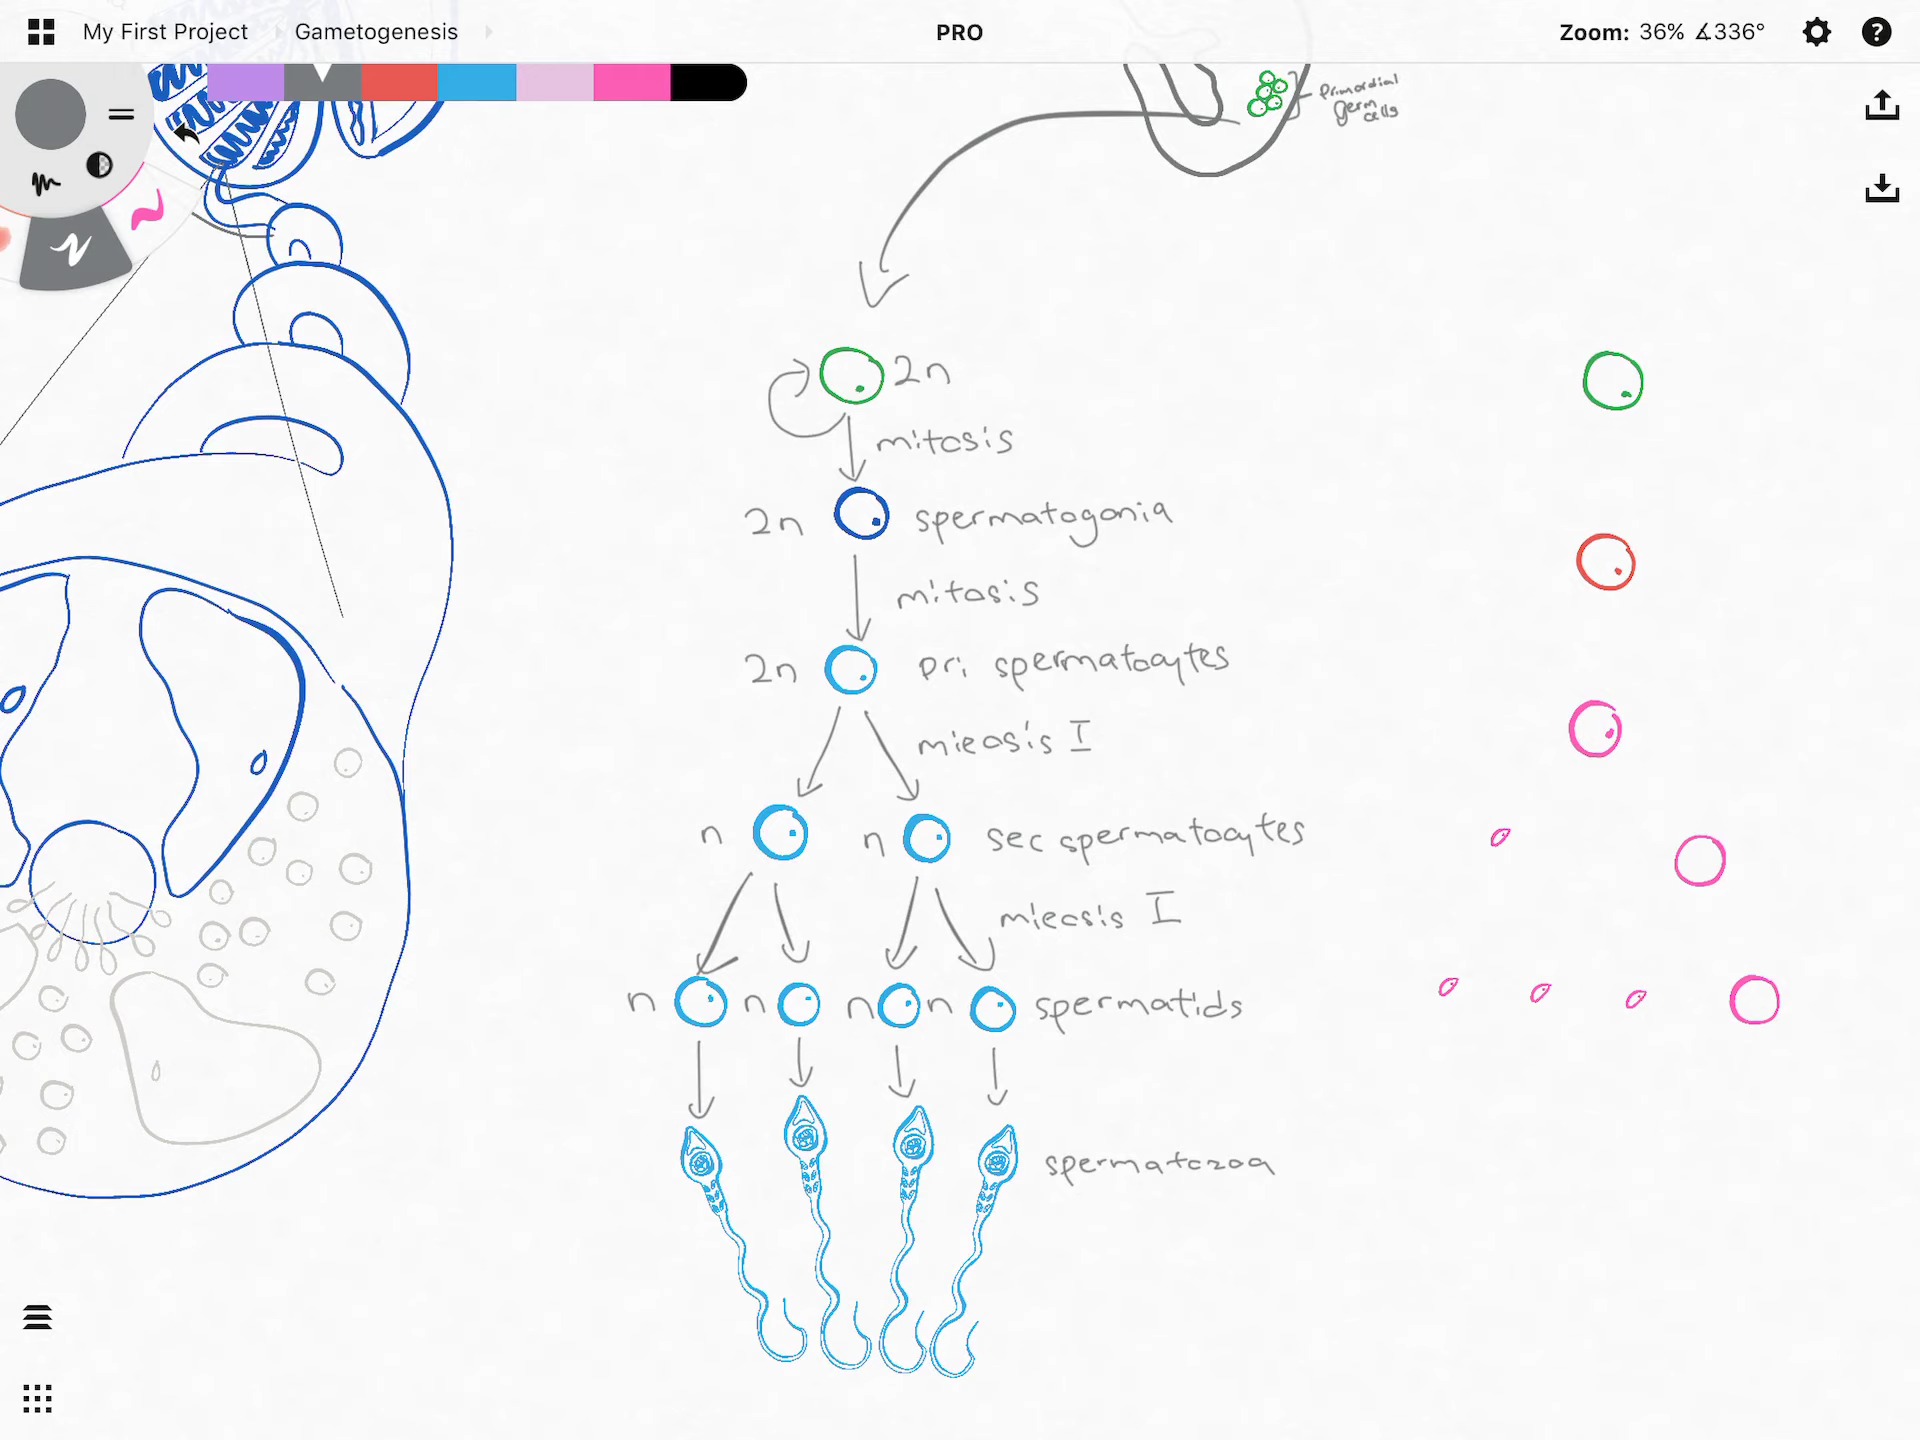 My First Project
Gametogenesis
PRO
Zoom: 36% ∡336°
Primordial
germ
cells
2n
mitosis
2n spermatogonia
mitosis
2n pri spermatocytes
mieosis I
n n sec spermatocytes
mieosis I
n n n n spermatids
spermatozoa